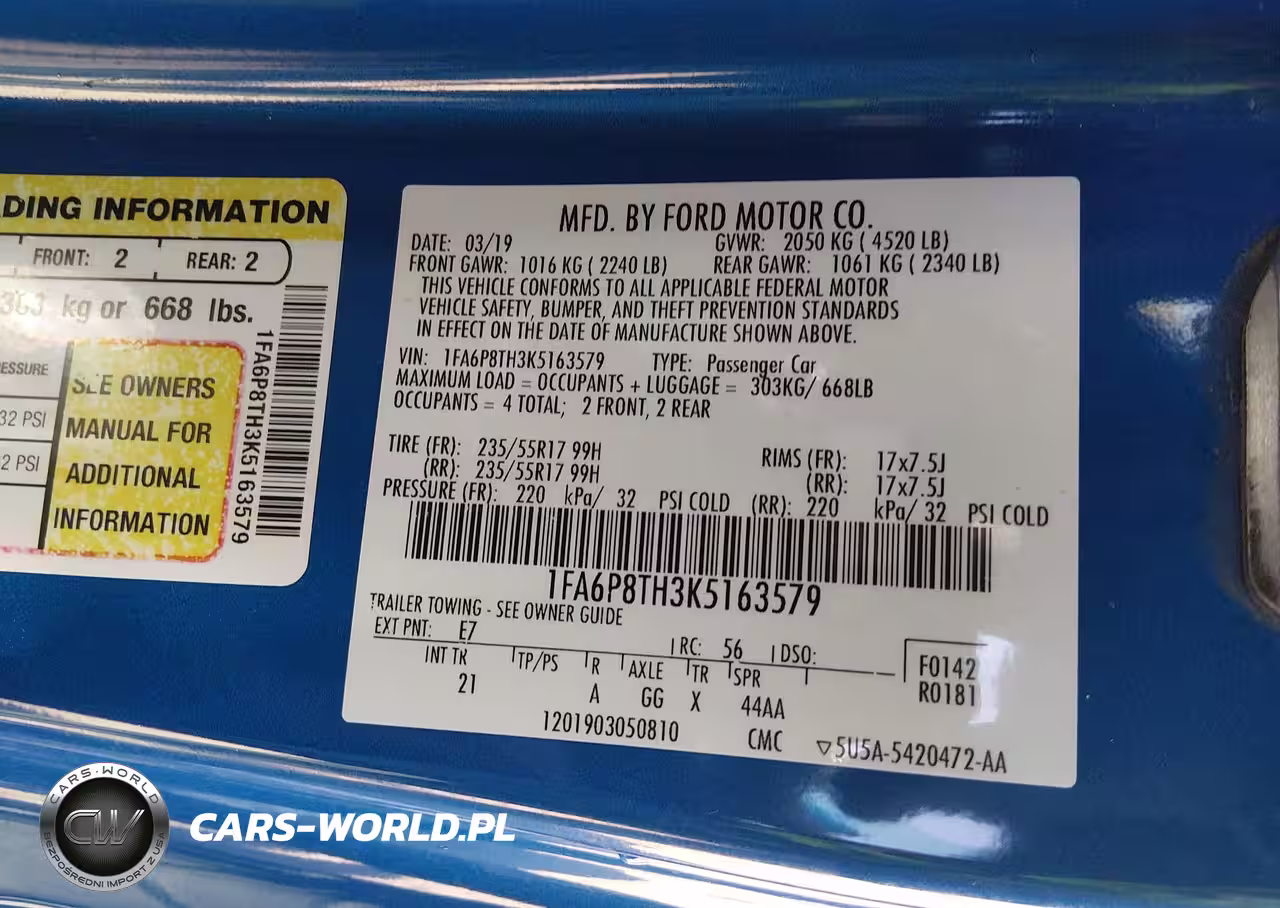 DING INFORMATION
FRONT: 2 REAR: 2
303 kg or 668 lbs.
ESSURE
32 PSI
2 PSI
SEE OWNERS
MANUAL FOR
ADDITIONAL
INFORMATION
1FA6P8TH3K5163579
MFD. BY FORD MOTOR CO.
DATE: 03/19 GVWR: 2050 KG ( 4520 LB)
FRONT GAWR: 1016 KG ( 2240 LB) REAR GAWR: 1061 KG ( 2340 LB)
THIS VEHICLE CONFORMS TO ALL APPLICABLE FEDERAL MOTOR
VEHICLE SAFETY, BUMPER, AND THEFT PREVENTION STANDARDS
IN EFFECT ON THE DATE OF MANUFACTURE SHOWN ABOVE.
VIN: 1FA6P8TH3K5163579 TYPE: Passenger Car
MAXIMUM LOAD = OCCUPANTS + LUGGAGE = 303KG/ 668LB
OCCUPANTS = 4 TOTAL; 2 FRONT, 2 REAR
TIRE (FR): 235/55R17 99H RIMS (FR): 17x7.5J
(RR): 235/55R17 99H (RR): 17x7.5J
PRESSURE (FR): 220 kPa/ 32 PSI COLD (RR): 220 kPa/ 32 PSI COLD
1FA6P8TH3K5163579
TRAILER TOWING - SEE OWNER GUIDE
EXT PNT: E7 RC: 56 DSO:
INT TR TP/PS R AXLE TR SPR
21 A GG X 44AA
F0142
R0181
1201903050810 CMC ▽5U5A-5420472-AA
CARS-WORLD
CW
BEZPOŚREDNI IMPORT Z USA
CARS-WORLD.PL